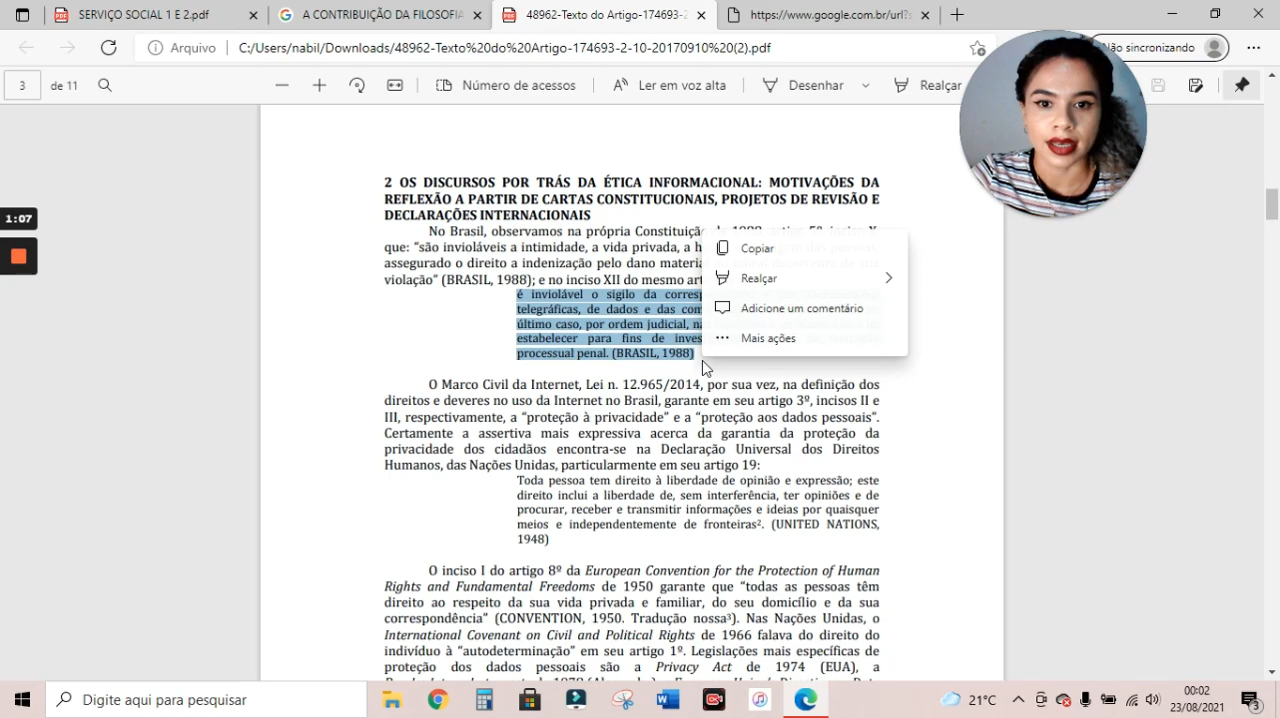 SERVIÇO SOCIAL 1 E 2.pdf
A CONTRIBUIÇÃO DA FILOSOFIA
48962-Texto do Artigo-174693-2
https://www.google.com.br/url?s
Arquivo
C:/Users/nabil/Downloads/48962-Texto%20do%20Artigo-174693-2-10-20170910%20(2).pdf
Não sincronizando
3
de 11
Número de acessos
Ler em voz alta
Desenhar
Realçar
1:07
2 OS DISCURSOS POR TRÁS DA ÉTICA INFORMACIONAL: MOTIVAÇÕES DA
REFLEXÃO A PARTIR DE CARTAS CONSTITUCIONAIS, PROJETOS DE REVISÃO E
DECLARAÇÕES INTERNACIONAIS
No Brasil, observamos na própria Constituição
que: "são invioláveis a intimidade, a vida privada, a
assegurado o direito a indenização pelo dano material
violação" (BRASIL, 1988); e no inciso XII do mesmo
é inviolável o sigilo da
telegráficas, de dados e das
último caso, por ordem judicial,
estabelecer para fins de
processual penal. (BRASIL, 1988)
Copiar
Realçar
Adicione um comentário
Mais ações
O Marco Civil da Internet, Lei n. 12.965/2014, por sua vez, na definição dos
direitos e deveres no uso da Internet no Brasil, garante em seu artigo 3º, incisos II e
III, respectivamente, a "proteção à privacidade" e a "proteção aos dados pessoais".
Certamente a assertiva mais expressiva acerca da garantia da proteção da
privacidade dos cidadãos encontra-se na Declaração Universal dos Direitos
Humanos, das Nações Unidas, particularmente em seu artigo 19:
Toda pessoa tem direito à liberdade de opinião e expressão; este
direito inclui a liberdade de, sem interferência, ter opiniões e de
procurar, receber e transmitir informações e ideias por quaisquer
meios e independentemente de fronteiras². (UNITED NATIONS,
1948)
O inciso I do artigo 8º da European Convention for the Protection of Human
Rights and Fundamental Freedoms de 1950 garante que "todas as pessoas têm
direito ao respeito da sua vida privada e familiar, do seu domicílio e da sua
correspondência" (CONVENTION, 1950. Tradução nossa³). Nas Nações Unidas, o
International Covenant on Civil and Political Rights de 1966 falava do direito do
indivíduo à "autodeterminação" em seu artigo 1º. Legislações mais específicas de
proteção dos dados pessoais são a Privacy Act de 1974 (EUA), a
Digite aqui para pesquisar
21°C
00:02
23/08/2021
3